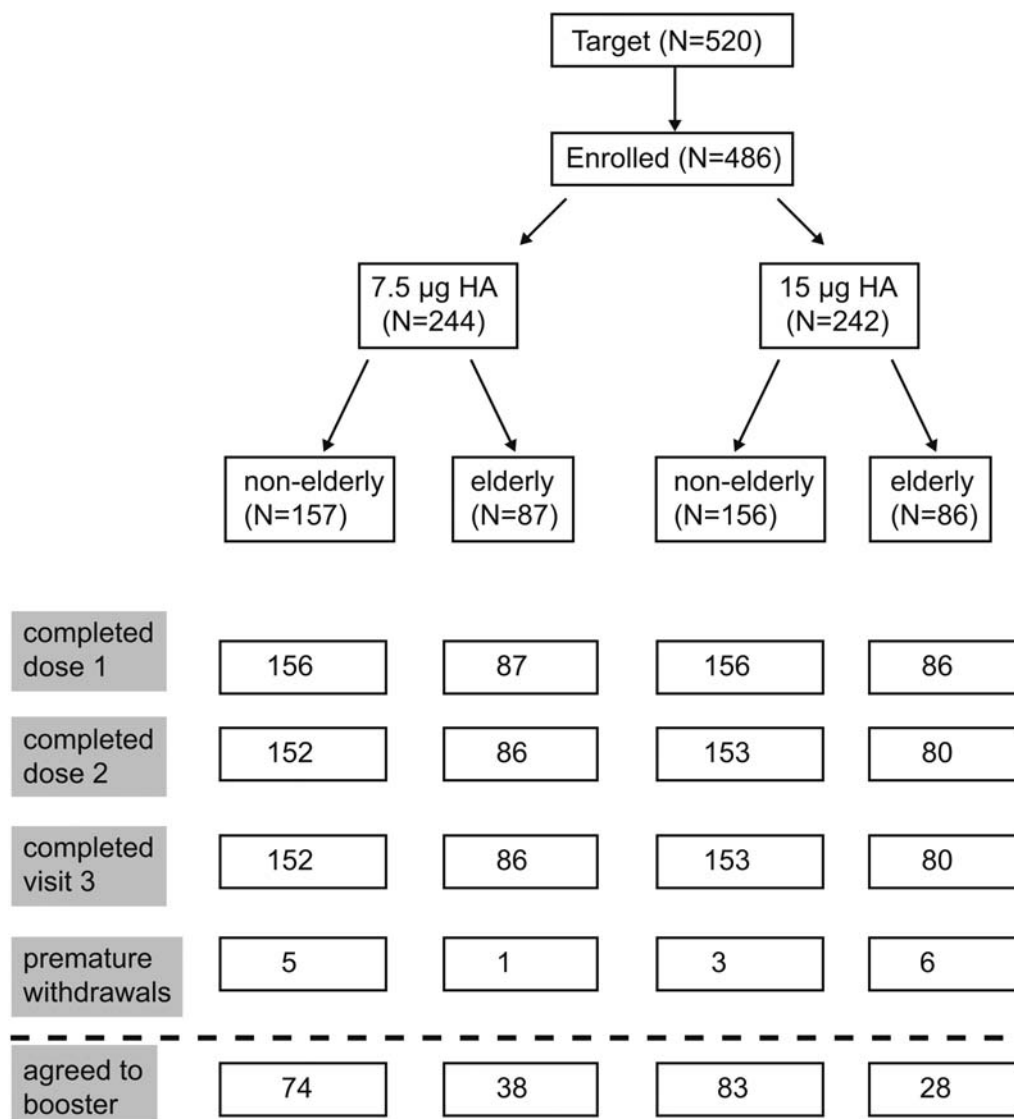 Target (N=520)
Enrolled (N=486)
7.5 µg HA
(N=244)
15 µg HA
(N=242)
non-elderly
(N=157)
elderly
(N=87)
non-elderly
(N=156)
elderly
(N=86)
completed
dose 1
156
87
156
86
completed
dose 2
152
86
153
80
completed
visit 3
152
86
153
80
premature
withdrawals
5
1
3
6
agreed to
booster
74
38
83
28